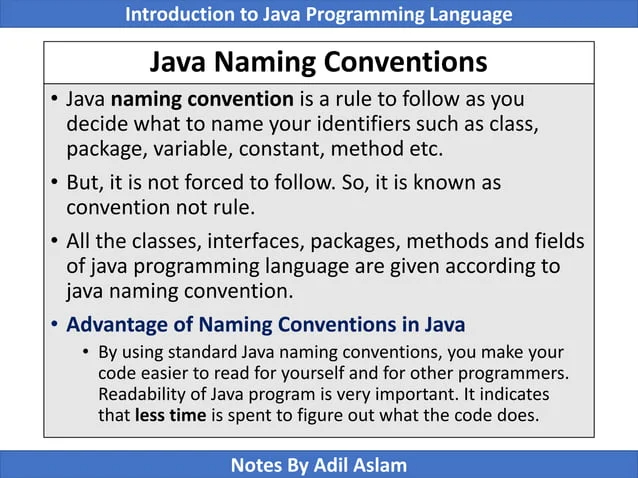 Introduction to Java Programming Language
Java Naming Conventions
• Java naming convention is a rule to follow as you
decide what to name your identifiers such as class,
package, variable, constant, method etc.
• But, it is not forced to follow. So, it is known as
convention not rule.
• All the classes, interfaces, packages, methods and fields
of java programming language are given according to
java naming convention.
• Advantage of Naming Conventions in Java
• By using standard Java naming conventions, you make your
code easier to read for yourself and for other programmers.
Readability of Java program is very important. It indicates
that less time is spent to figure out what the code does.
Notes By Adil Aslam